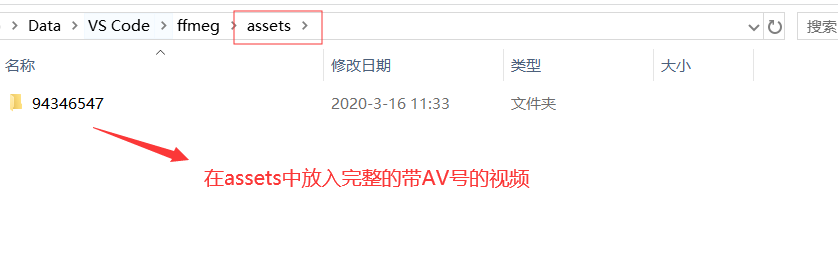 Data > VS Code > ffmeg > assets > 搜索
名称 修改日期 类型 大小
94346547 2020-3-16 11:33 文件夹
在assets中放入完整的带AV号的视频